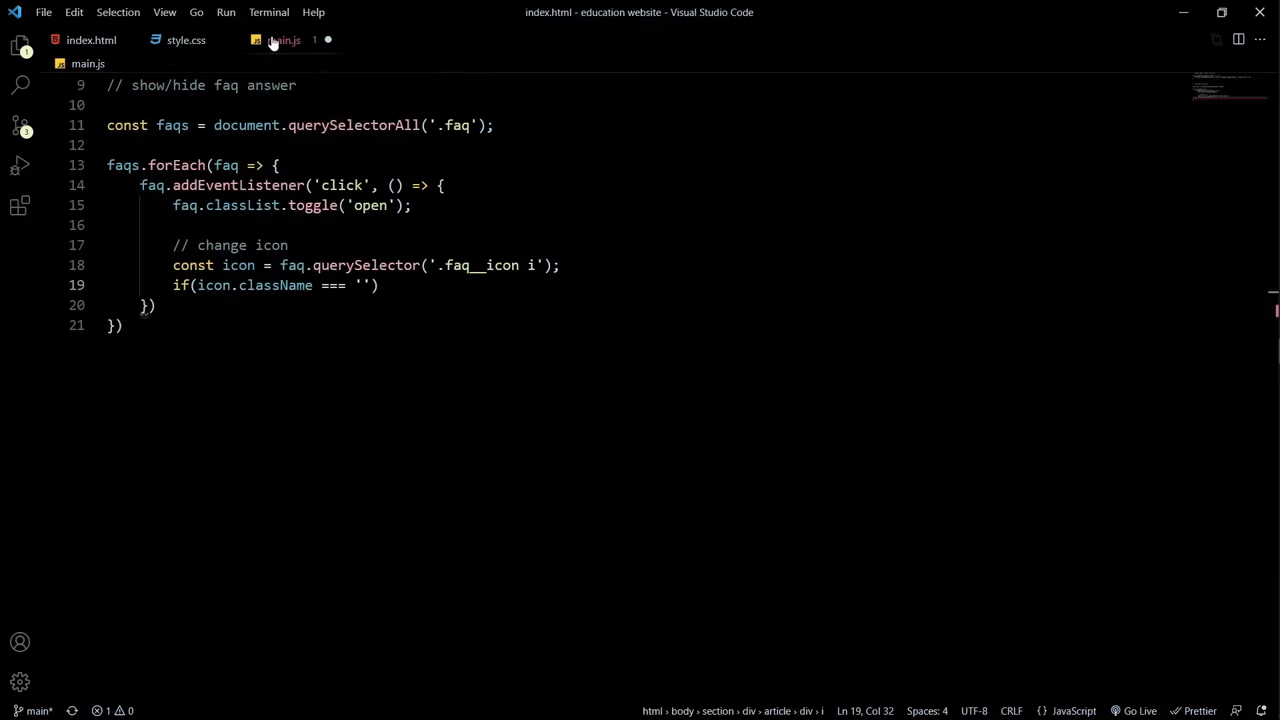 File Edit Selection View Go Run Terminal Help index.html - education website - Visual Studio Code
index.html style.css JS main.js 1
JS main.js
1
3
9 // show/hide faq answer
10
11 const faqs = document.querySelectorAll('.faq');
12
13 faqs.forEach(faq => {
14 faq.addEventListener('click', () => {
15 faq.classList.toggle('open');
16
17 // change icon
18 const icon = faq.querySelector('.faq__icon i');
19 if(icon.className === '')
20 })
21 })
main* 1 0 html › body › section › div › article › div › i Ln 19, Col 32 Spaces: 4 UTF-8 CRLF {} JavaScript Go Live Prettier